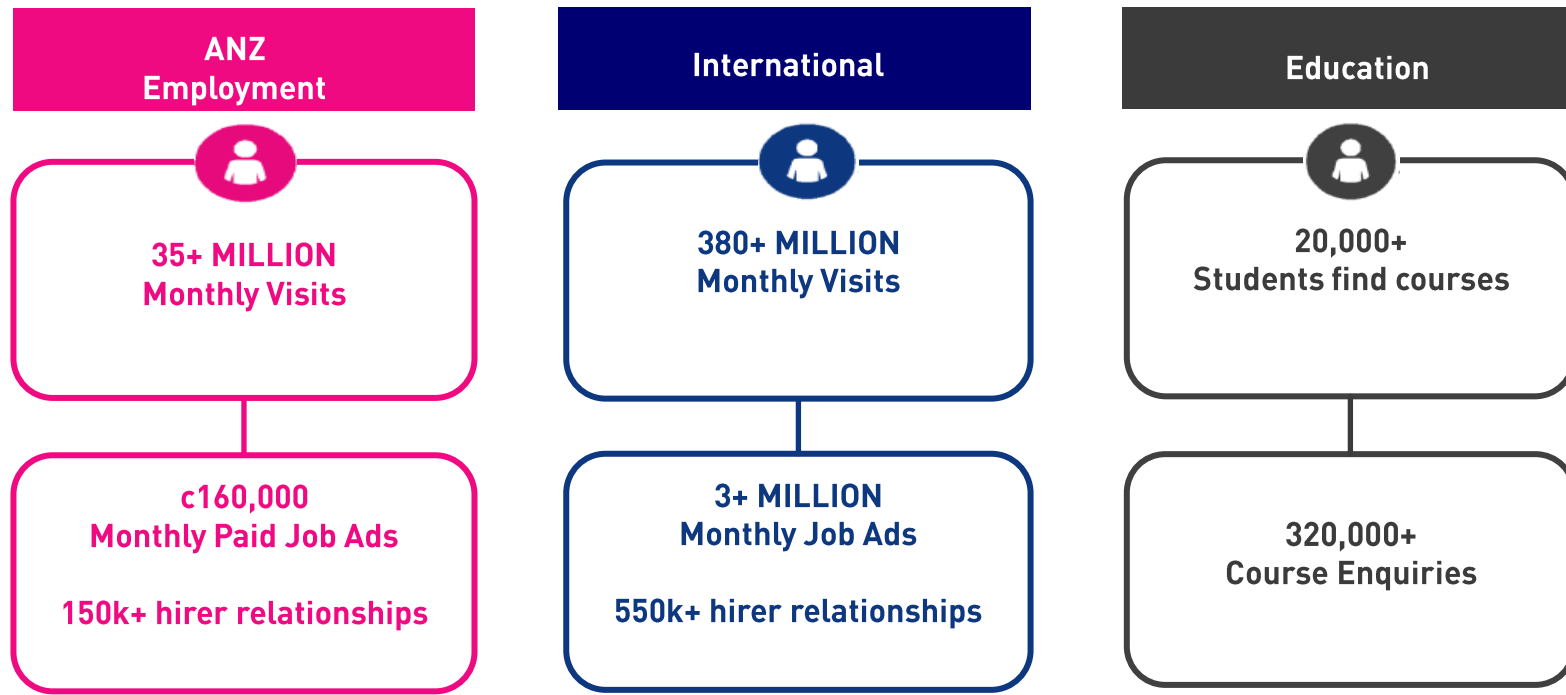 ANZ
Employment
35+ MILLION
Monthly Visits
c160,000
Monthly Paid Job Ads
150k+ hirer relationships
International
380+ MILLION
Monthly Visits
3+ MILLION
Monthly Job Ads
550k+ hirer relationships
Education
20,000+
Students find courses
320,000+
Course Enquiries